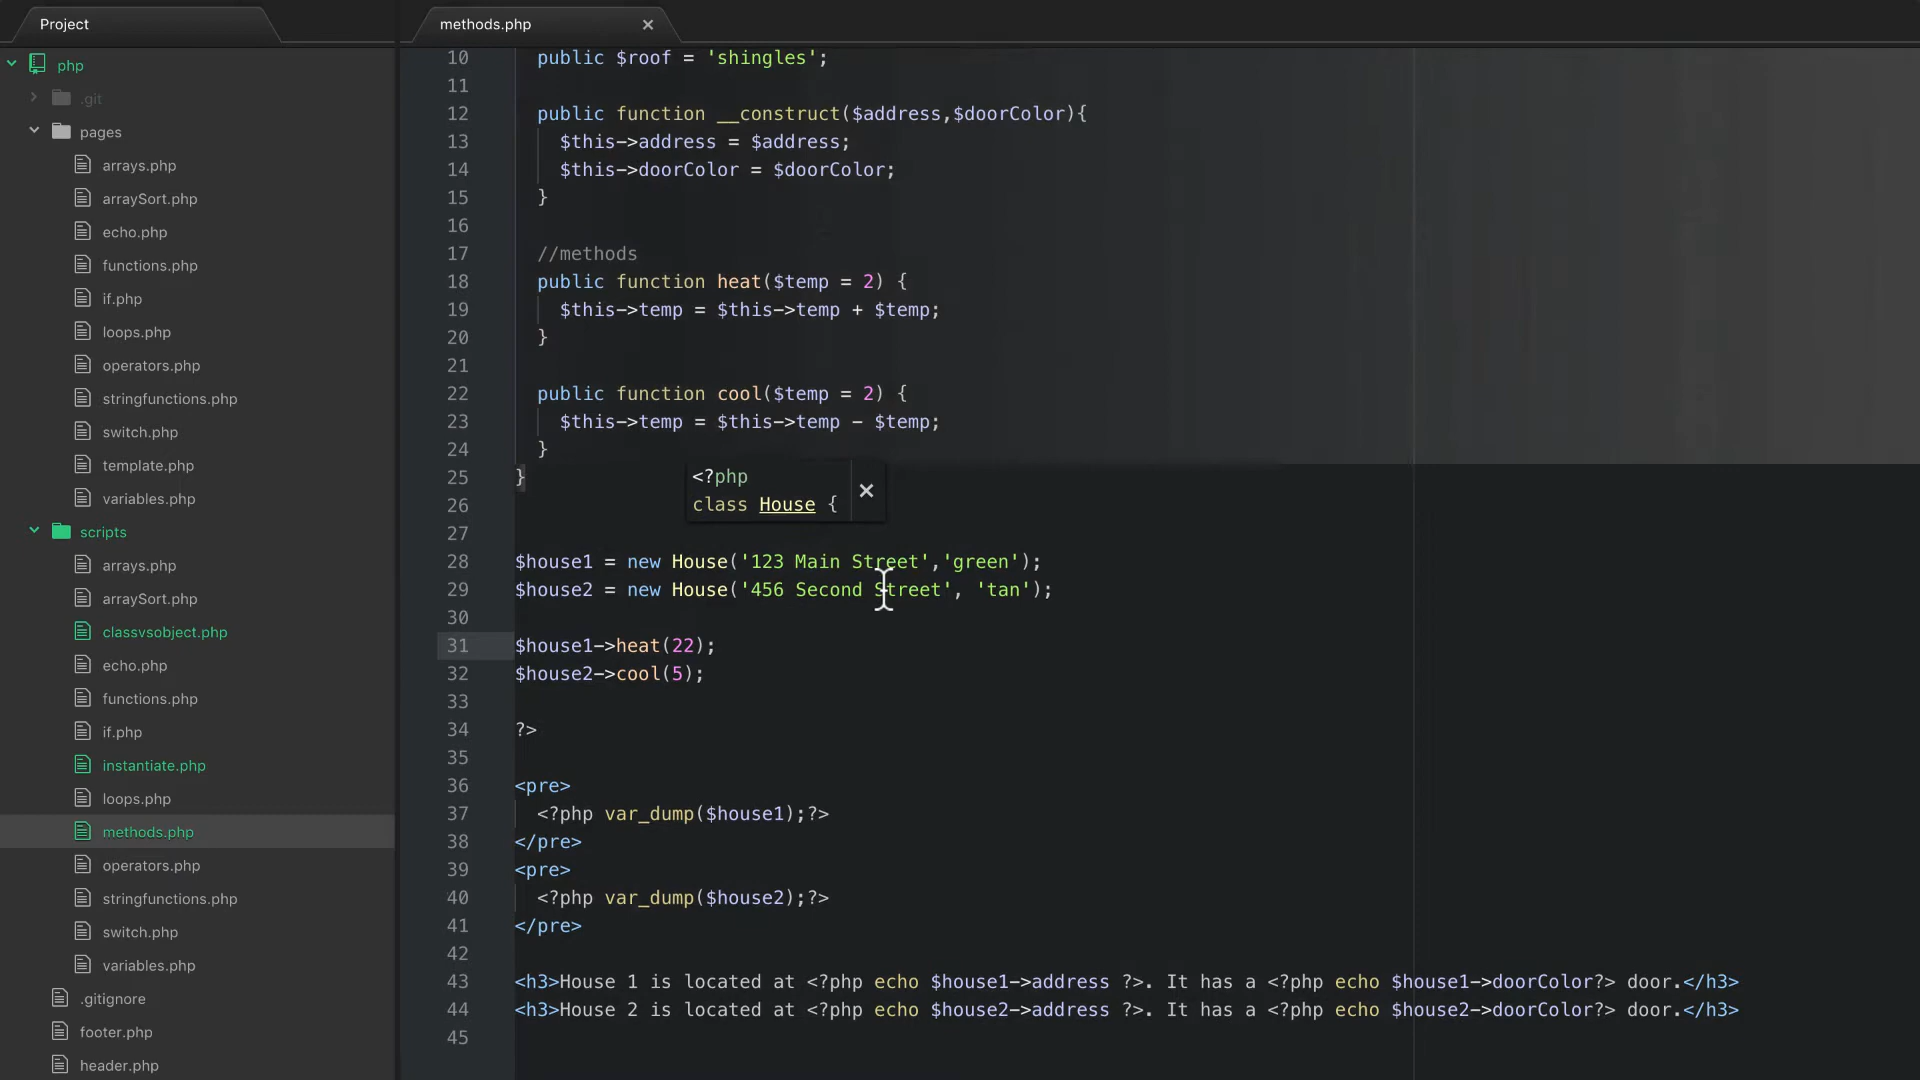 Project
php
.git
pages
arrays.php
arraySort.php
echo.php
functions.php
if.php
loops.php
operators.php
stringfunctions.php
switch.php
template.php
variables.php
scripts
arrays.php
arraySort.php
classvsobject.php
echo.php
functions.php
if.php
instantiate.php
loops.php
methods.php
operators.php
stringfunctions.php
switch.php
variables.php
.gitignore
footer.php
header.php
methods.php ×
10 public $roof = 'shingles';
11
12 public function __construct($address,$doorColor){
13 $this->address = $address;
14 $this->doorColor = $doorColor;
15 }
16
17 //methods
18 public function heat($temp = 2) {
19 $this->temp = $this->temp + $temp;
20 }
21
22 public function cool($temp = 2) {
23 $this->temp = $this->temp - $temp;
24 }
25 }
<?php
class House {
×
26
27
28 $house1 = new House('123 Main Street','green');
29 $house2 = new House('456 Second Street', 'tan');
30
31 $house1->heat(22);
32 $house2->cool(5);
33
34 ?>
35
36 <pre>
37 <?php var_dump($house1);?>
38 </pre>
39 <pre>
40 <?php var_dump($house2);?>
41 </pre>
42
43 <h3>House 1 is located at <?php echo $house1->address ?>. It has a <?php echo $house1->doorColor?> door.</h3>
44 <h3>House 2 is located at <?php echo $house2->address ?>. It has a <?php echo $house2->doorColor?> door.</h3>
45